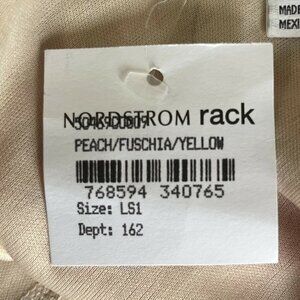 MADE
MEXI
NORDSTROM rack
PEACH/FUSCHIA/YELLOW
768594 340765
Size: LS1
Dept: 162